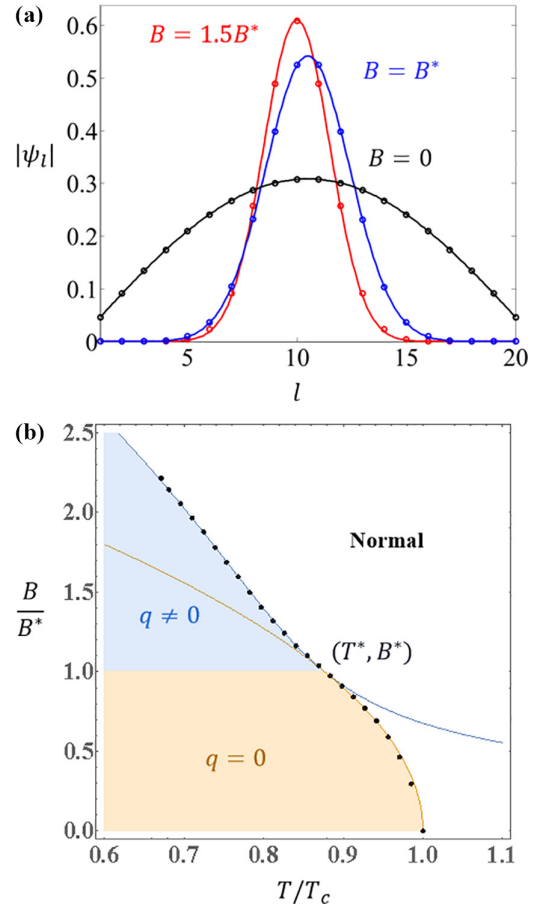 (a)
0.6
0.5
0.4
|ψ_l|
0.3
0.2
0.1
0
B = 1.5B*
B = B*
B = 0
5 10 15 20
l
(b)
2.5
2.0
1.5
B/B*
1.0
0.5
0.0
Normal
q ≠ 0
(T*, B*)
q = 0
0.6 0.7 0.8 0.9 1.0 1.1
T/T_c